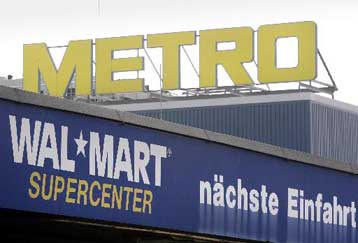 METRO
WAL★MART®
SUPERCENTER
nächste Einfahrt